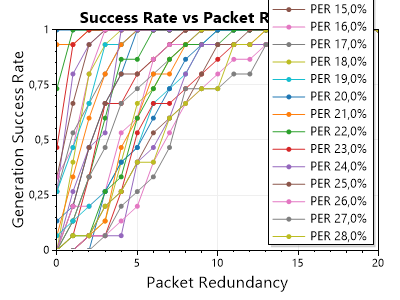 Success Rate vs Packet R
PER 15,0%
PER 16,0%
PER 17,0%
PER 18,0%
PER 19,0%
PER 20,0%
PER 21,0%
PER 22,0%
PER 23,0%
PER 24,0%
PER 25,0%
PER 26,0%
PER 27,0%
PER 28,0%
Generation Success Rate
1
0,75
0,5
0,25
0
0 5 10 15 20
Packet Redundancy